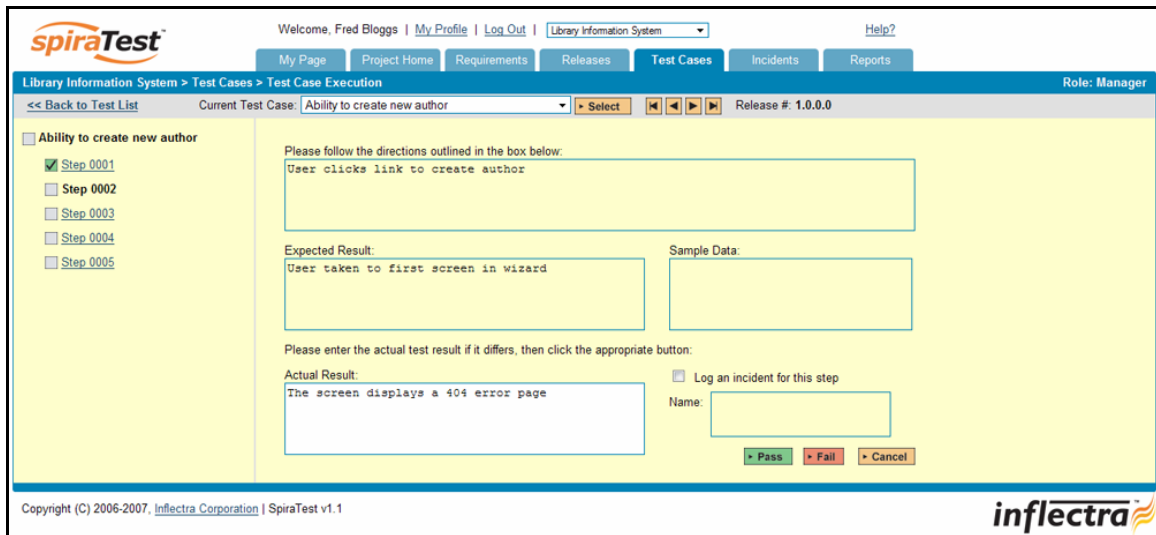 spiraTest™
Welcome, Fred Bloggs | My Profile | Log Out | Library Information System Help?
My Page Project Home Requirements Releases Test Cases Incidents Reports
Library Information System > Test Cases > Test Case Execution Role: Manager
<< Back to Test List Current Test Case: Ability to create new author Select Release #: 1.0.0.0
Ability to create new author
Step 0001
Step 0002
Step 0003
Step 0004
Step 0005
Please follow the directions outlined in the box below:
User clicks link to create author
Expected Result: Sample Data:
User taken to first screen in wizard
Please enter the actual test result if it differs, then click the appropriate button:
Actual Result: Log an incident for this step
The screen displays a 404 error page
Name:
Pass Fail Cancel
Copyright (C) 2006-2007, Inflectra Corporation | SpiraTest v1.1
inflectra™